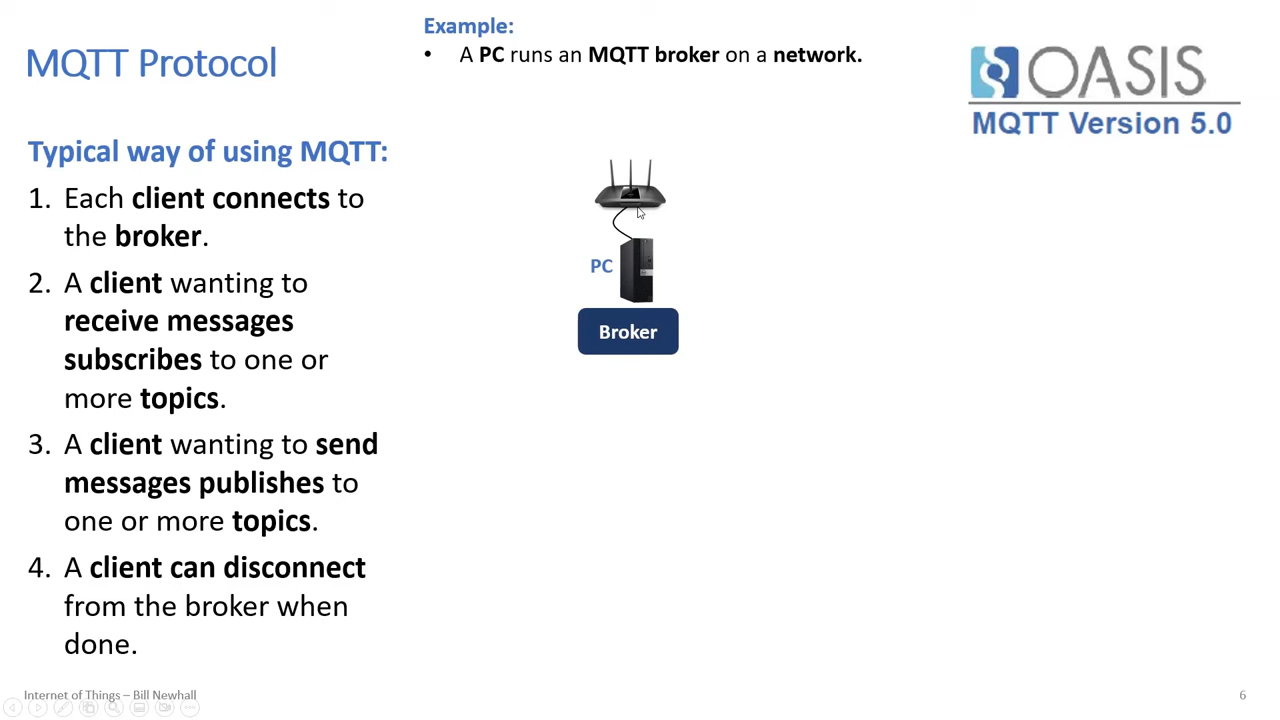 MQTT Protocol
Example:
• A PC runs an MQTT broker on a network.
OASIS
MQTT Version 5.0
Typical way of using MQTT:
1. Each client connects to
the broker.
2. A client wanting to
receive messages
subscribes to one or
more topics.
3. A client wanting to send
messages publishes to
one or more topics.
4. A client can disconnect
from the broker when
done.
PC
Broker
Internet of Things – Bill Newhall
6